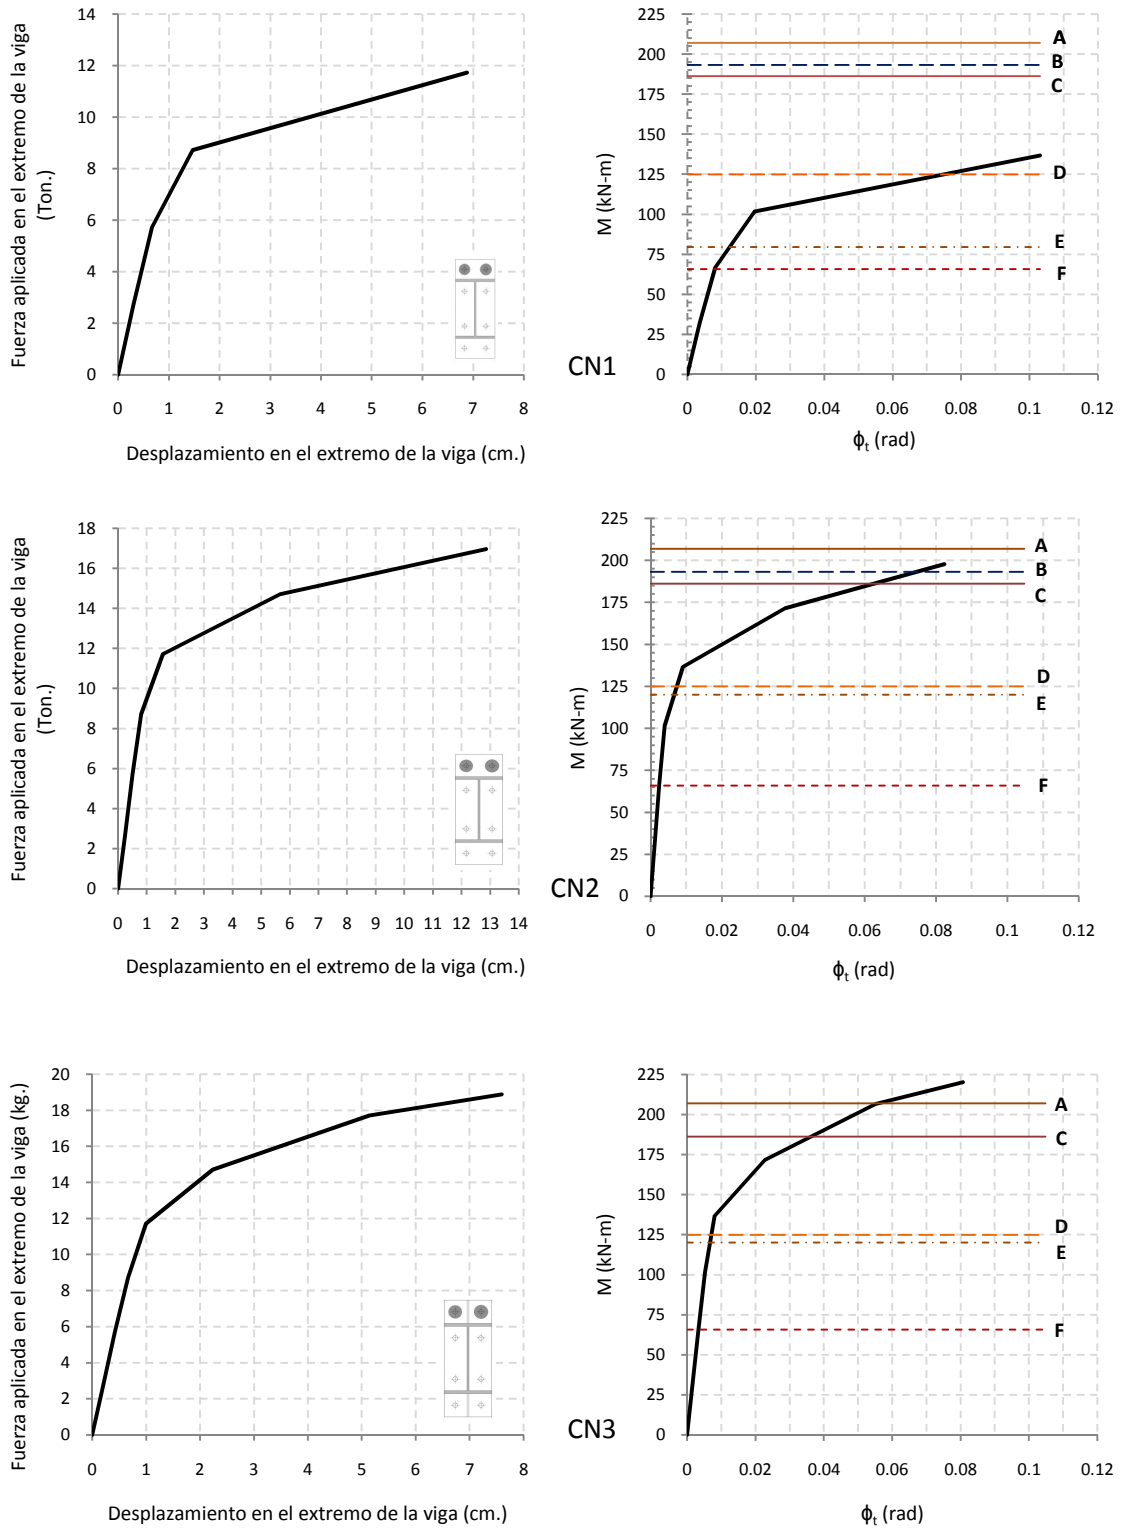 Fuerza aplicada en el extremo de la viga
(Ton.)
14
12
10
8
6
4
2
0
0 1 2 3 4 5 6 7 8
Desplazamiento en el extremo de la viga (cm.)
CN1
M (kN-m)
225
200
175
150
125
100
75
50
25
0
A
B
C
D
E
F
0 0.02 0.04 0.06 0.08 0.1 0.12
ϕt (rad)
Fuerza aplicada en el extremo de la viga
(Ton.)
18
16
14
12
10
8
6
4
2
0
0 1 2 3 4 5 6 7 8 9 10 11 12 13 14
Desplazamiento en el extremo de la viga (cm.)
CN2
M (kN-m)
225
200
175
150
125
100
75
50
25
0
A
B
C
D
E
F
0 0.02 0.04 0.06 0.08 0.1 0.12
ϕt (rad)
Fuerza aplicada en el extremo de la viga (kg.)
20
18
16
14
12
10
8
6
4
2
0
0 1 2 3 4 5 6 7 8
Desplazamiento en el extremo de la viga (cm.)
CN3
M (kN-m)
225
200
175
150
125
100
75
50
25
0
A
C
D
E
F
0 0.02 0.04 0.06 0.08 0.1 0.12
ϕt (rad)